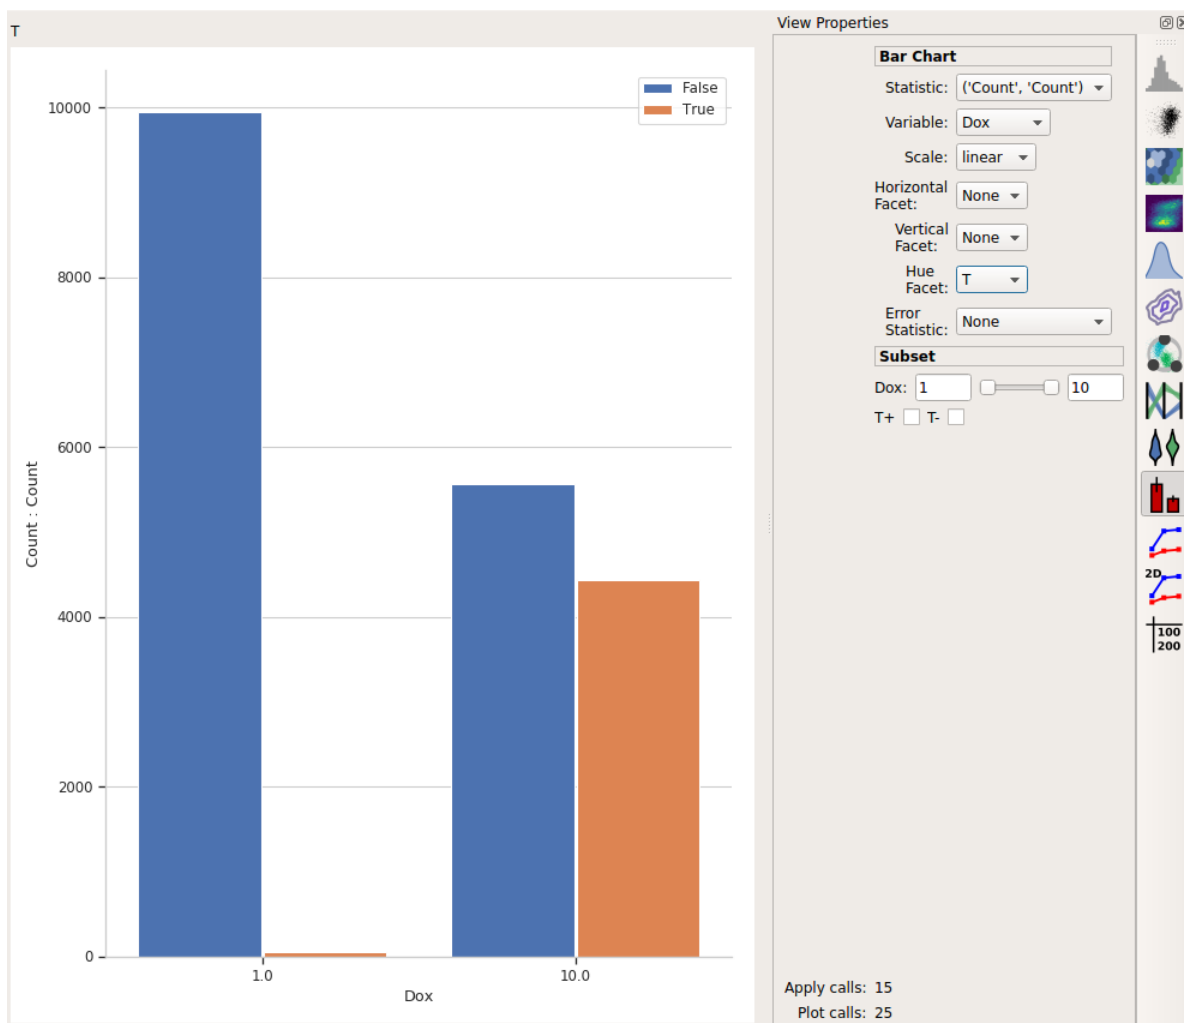 T
False
True
10000
8000
6000
4000
2000
0
Count : Count
1.0
10.0
Dox
View Properties
Bar Chart
Statistic: ('Count', 'Count')
Variable: Dox
Scale: linear
Horizontal
Facet: None
Vertical
Facet: None
Hue
Facet: T
Error
Statistic: None
Subset
Dox: 1 10
T+ T-
Apply calls: 15
Plot calls: 25
2D
100
200